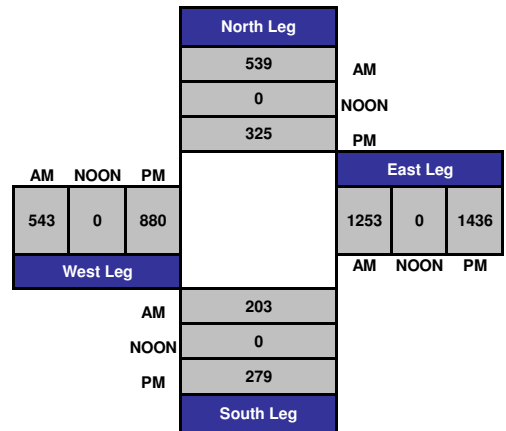 North Leg
539 AM
0 NOON
325 PM
AM NOON PM
East Leg
543 0 880
1253 0 1436
West Leg
AM NOON PM
AM 203
NOON 0
PM 279
South Leg